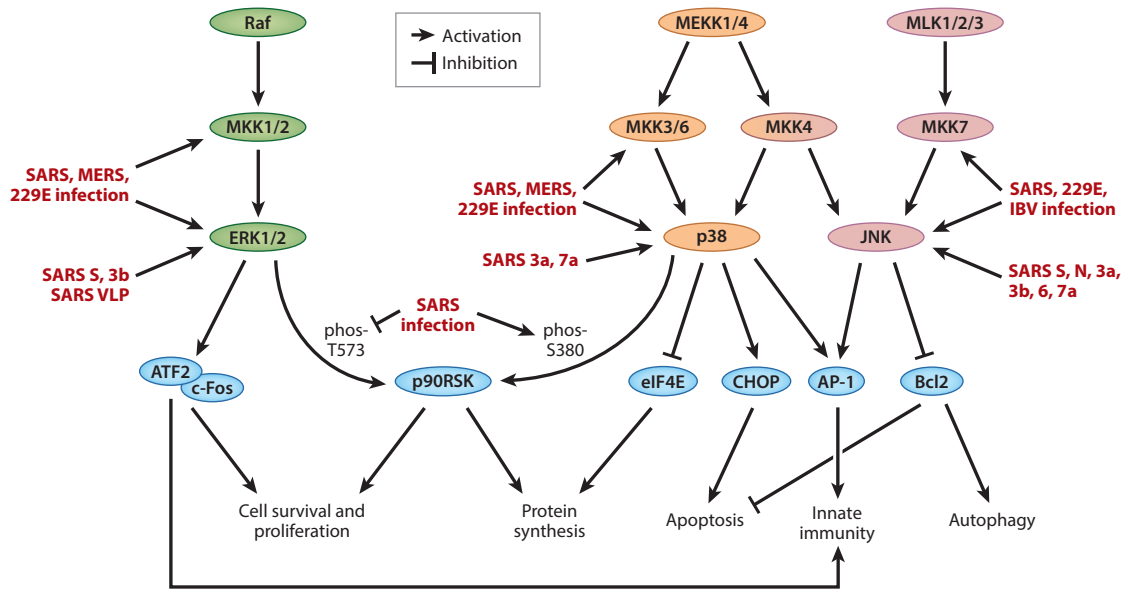 Raf
MEKK1/4
MLK1/2/3
Activation
Inhibition
MKK1/2
MKK3/6
MKK4
MKK7
SARS, MERS,
229E infection
SARS, MERS,
229E infection
SARS, 229E,
IBV infection
ERK1/2
p38
JNK
SARS S, 3b
SARS VLP
SARS 3a, 7a
SARS S, N, 3a,
3b, 6, 7a
SARS
infection
phos-
T573
phos-
S380
ATF2
c-Fos
p90RSK
eIF4E
CHOP
AP-1
Bcl2
Cell survival and
proliferation
Protein
synthesis
Apoptosis
Innate
immunity
Autophagy